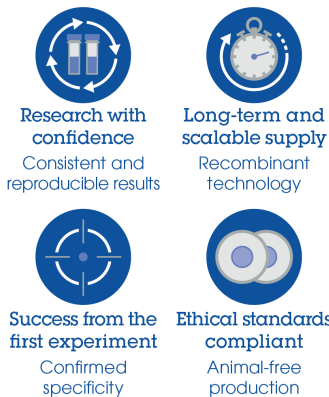 Research with
confidence
Consistent and
reproducible results
Long-term and
scalable supply
Recombinant
technology
Success from the
first experiment
Confirmed
specificity
Ethical standards
compliant
Animal-free
production